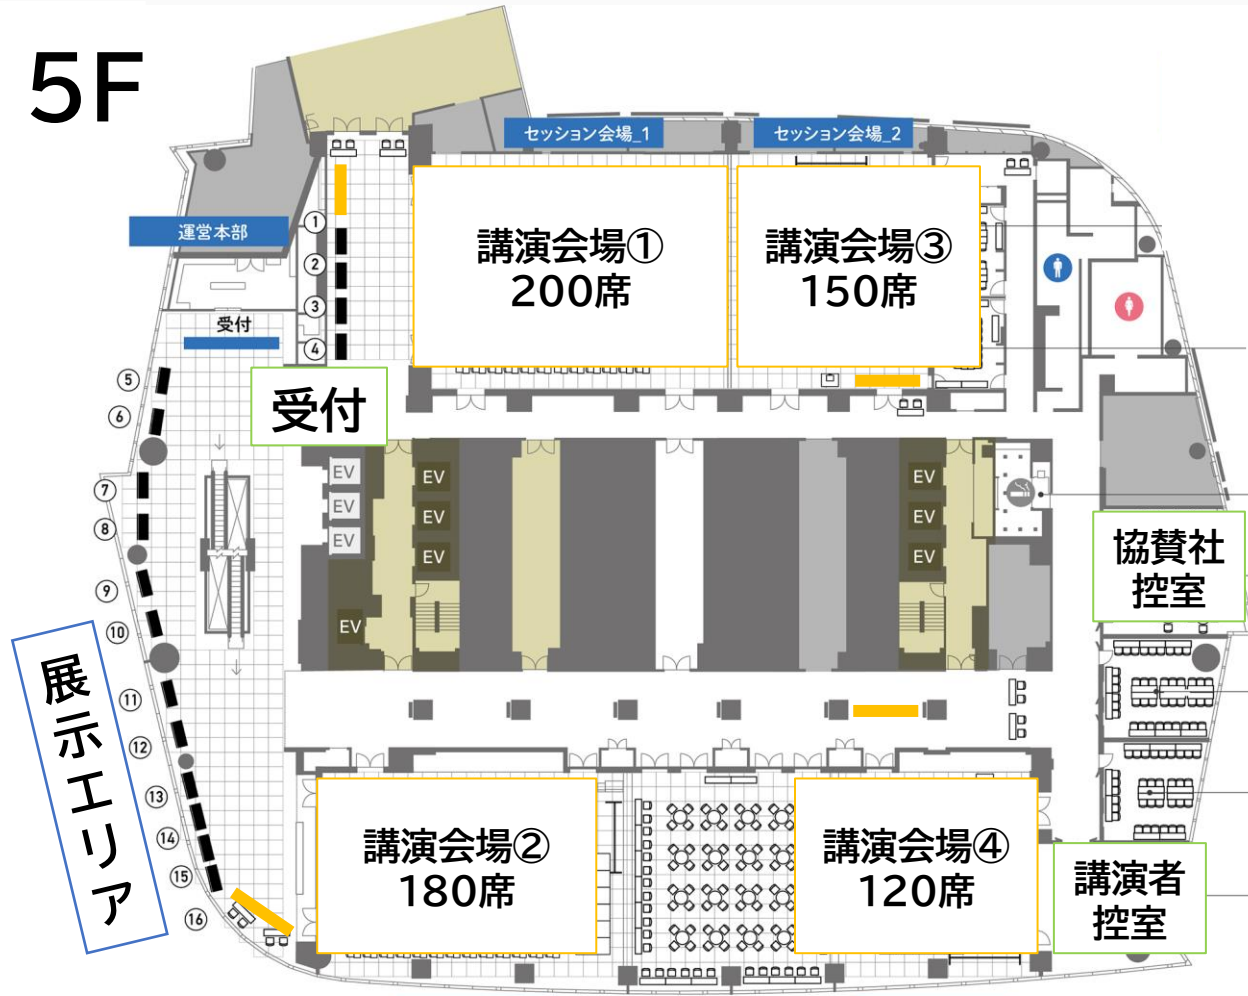 5F
セッション会場_1
セッション会場_2
運営本部
講演会場①
200席
講演会場③
150席
①
②
③
④
受付
受付
⑤
⑥
⑦
⑧
⑨
⑩
⑪
⑫
⑬
⑭
⑮
⑯
EV
EV
EV
EV
EV
EV
EV
EV
EV
EV
協賛社
控室
展示エリア
講演会場②
180席
講演会場④
120席
講演者
控室